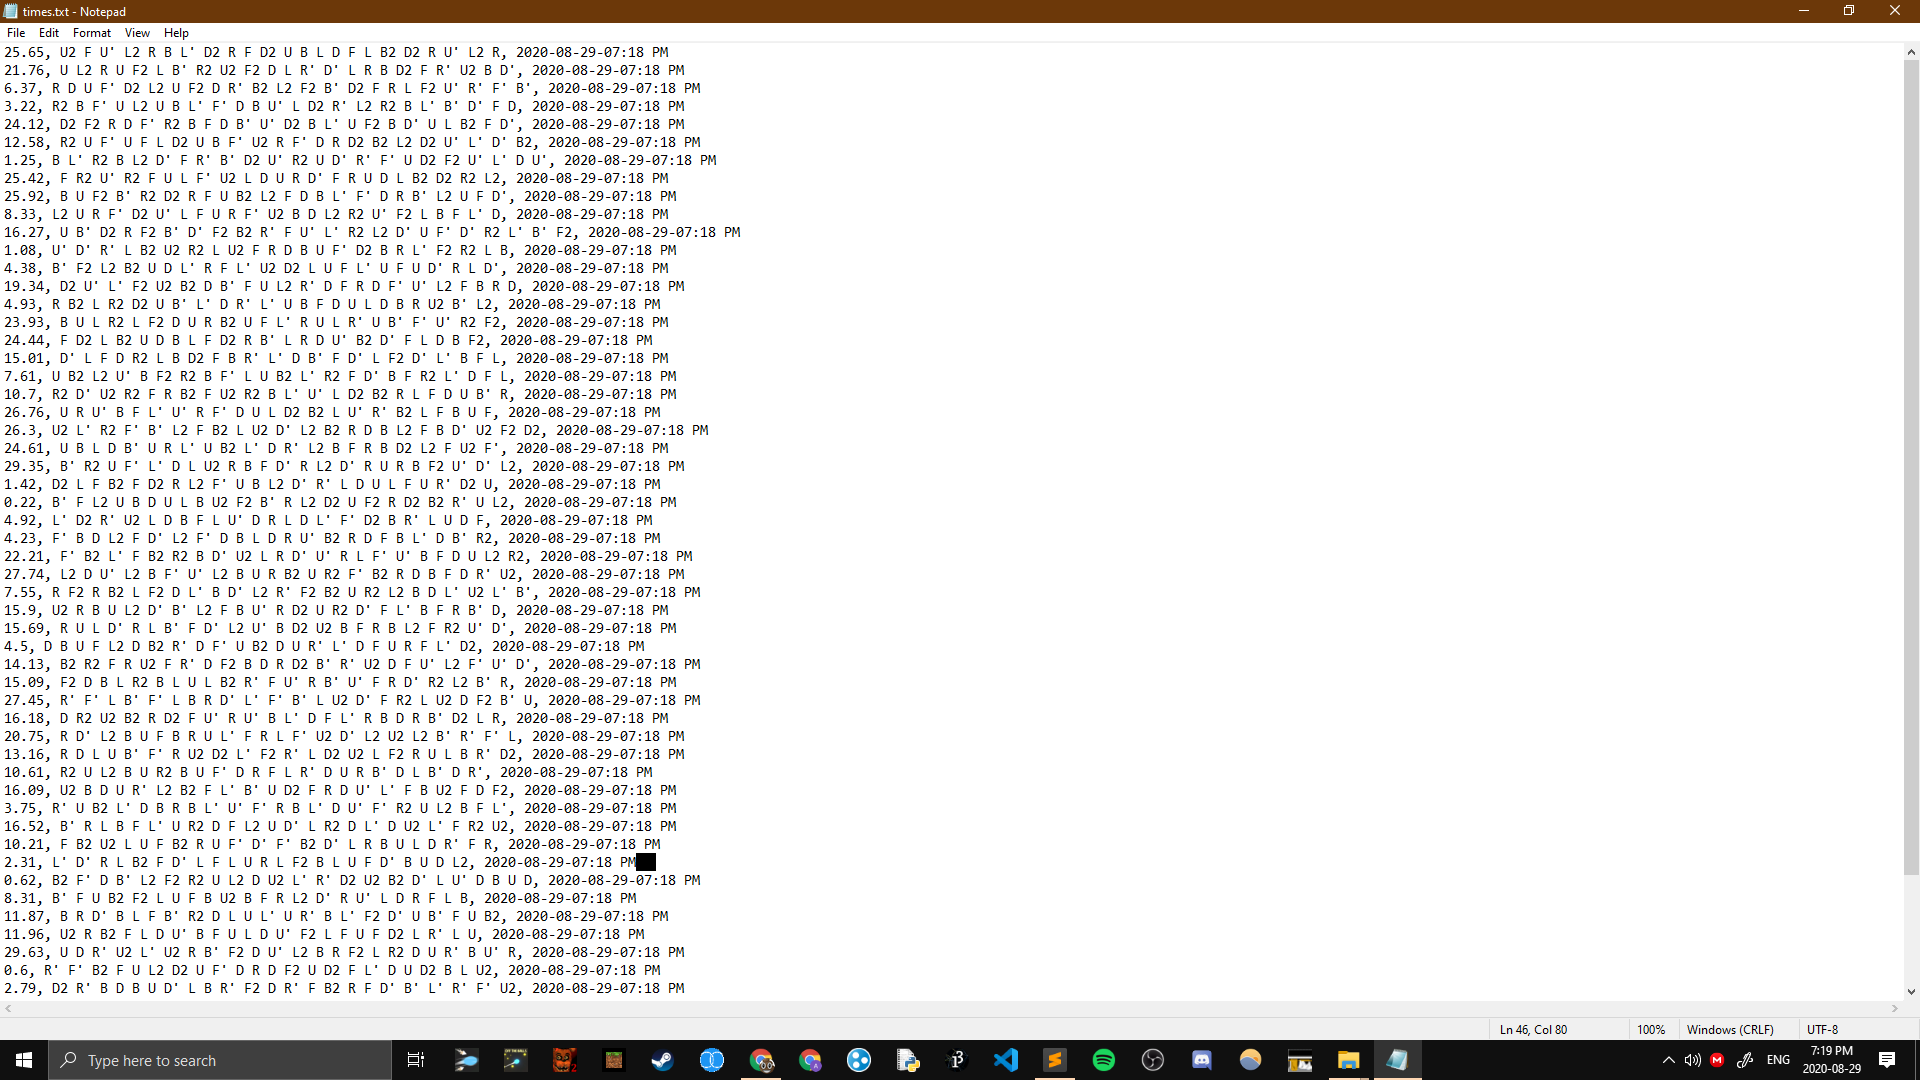 times.txt - Notepad
File Edit Format View Help
25.65, U2 F U' L2 R B L' D2 R F D2 U B L D F L B2 D2 R U' L2 R, 2020-08-29-07:18 PM
21.76, U L2 R U F2 L B' R2 U2 F2 D L R' D' L R B D2 F R' U2 B D', 2020-08-29-07:18 PM
6.37, R D U F' D2 L2 U F2 D R' B2 L2 F2 B' D2 F R L F2 U' R' F' B', 2020-08-29-07:18 PM
3.22, R2 B F' U L2 U B L' F' D B U' L D2 R' L2 R2 B L' B' D' F D, 2020-08-29-07:18 PM
24.12, D2 F2 R D F' R2 B F D B' U' D2 B L' U F2 B D' U L B2 F D', 2020-08-29-07:18 PM
12.58, R2 U F' U F L D2 U B F' U2 R F' D R D2 B2 L2 D2 U' L' D' B2, 2020-08-29-07:18 PM
1.25, B L' R2 B L2 D' F R' B' D2 U' R2 U D' R' F' U D2 F2 U' L' D U', 2020-08-29-07:18 PM
25.42, F R2 U' R2 F U L F' U2 L D U R D' F R U D L B2 D2 R2 L2, 2020-08-29-07:18 PM
25.92, B U F2 B' R2 D2 R F U B2 L2 F D B L' F' D R B' L2 U F D', 2020-08-29-07:18 PM
8.33, L2 U R F' D2 U' L F U R F' U2 B D L2 R2 U' F2 L B F L' D, 2020-08-29-07:18 PM
16.27, U B' D2 R F2 B' D' F2 B2 R' F U' L' R2 L2 D' U F' D' R2 L' B' F2, 2020-08-29-07:18 PM
1.08, U' D' R' L B2 U2 R2 L U2 F R D B U F' D2 B R L' F2 R2 L B, 2020-08-29-07:18 PM
4.38, B' F2 L2 B2 U D L' R F L' U2 D2 L U F L' U F U D' R L D', 2020-08-29-07:18 PM
19.34, D2 U' L' F2 U2 B2 D B' F U L2 R' D F R D F' U' L2 F B R D, 2020-08-29-07:18 PM
4.93, R B2 L R2 D2 U B' L' D R' L' U B F D U L D B R U2 B' L2, 2020-08-29-07:18 PM
23.93, B U L R2 L F2 D U R B2 U F L' R U L R' U B' F' U' R2 F2, 2020-08-29-07:18 PM
24.44, F D2 L B2 U D B L F D2 R B' L R D U' B2 D' F L D B F2, 2020-08-29-07:18 PM
15.01, D' L F D R2 L B D2 F B R' L' D B' F D' L F2 D' L' B F L, 2020-08-29-07:18 PM
7.61, U B2 L2 U' B F2 R2 B F' L U B2 L' R2 F D' B F R2 L' D F L, 2020-08-29-07:18 PM
10.7, R2 D' U2 R2 F R B2 F U2 R2 B L' U' L D2 B2 R L F D U B' R, 2020-08-29-07:18 PM
26.76, U R U' B F L' U' R F' D U L D2 B2 L U' R' B2 L F B U F, 2020-08-29-07:18 PM
26.3, U2 L' R2 F' B' L2 F B2 L U2 D' L2 B2 R D B L2 F B D' U2 F2 D2, 2020-08-29-07:18 PM
24.61, U B L D B' U R L' U B2 L' D R' L2 B F R B D2 L2 F U2 F', 2020-08-29-07:18 PM
29.35, B' R2 U F' L' D L U2 R B F D' R L2 D' R U R B F2 U' D' L2, 2020-08-29-07:18 PM
1.42, D2 L F B2 F D2 R L2 F' U B L2 D' R' L D U L F U R' D2 U, 2020-08-29-07:18 PM
0.22, B' F L2 U B D U L B U2 F2 B' R L2 D2 U F2 R D2 B2 R' U L2, 2020-08-29-07:18 PM
4.92, L' D2 R' U2 L D B F L U' D R L D L' F' D2 B R' L U D F, 2020-08-29-07:18 PM
4.23, F' B D L2 F D' L2 F' D B L D R U' B2 R D F B L' D B' R2, 2020-08-29-07:18 PM
22.21, F' B2 L' F B2 R2 B D' U2 L R D' U' R L F' U' B F D U L2 R2, 2020-08-29-07:18 PM
27.74, L2 D U' L2 B F' U' L2 B U R B2 U R2 F' B2 R D B F D R' U2, 2020-08-29-07:18 PM
7.55, R F2 R B2 L F2 D L' B D' L2 R' F2 B2 U R2 L2 B D L' U2 L' B', 2020-08-29-07:18 PM
15.9, U2 R B U L2 D' B' L2 F B U' R D2 U R2 D' F L' B F R B' D, 2020-08-29-07:18 PM
15.69, R U L D' R L B' F D' L2 U' B D2 U2 B F R B L2 F R2 U' D', 2020-08-29-07:18 PM
4.5, D B U F L2 D B2 R' D F' U B2 D U R' L' D F U R F L' D2, 2020-08-29-07:18 PM
14.13, B2 R2 F R U2 F R' D F2 B D R D2 B' R' U2 D F U' L2 F' U' D', 2020-08-29-07:18 PM
15.09, F2 D B L R2 B L U L B2 R' F U' R B' U' F R D' R2 L2 B' R, 2020-08-29-07:18 PM
27.45, R' F' L B' F' L B R D' L' F' B' L U2 D' F R2 L U2 D F2 B' U, 2020-08-29-07:18 PM
16.18, D R2 U2 B2 R D2 F U' R U' B L' D F L' R B D R B' D2 L R, 2020-08-29-07:18 PM
20.75, R D' L2 B U F B R U L' F R L F' U2 D' L2 U2 L2 B' R' F' L, 2020-08-29-07:18 PM
13.16, R D L U B' F' R U2 D2 L' F2 R' L D2 U2 L F2 R U L B R' D2, 2020-08-29-07:18 PM
10.61, R2 U L2 B U R2 B U F' D R F L R' D U R B' D L B' D R', 2020-08-29-07:18 PM
16.09, U2 B D U R' L2 B2 F L' B' U D2 F R D U' L' F B U2 F D F2, 2020-08-29-07:18 PM
3.75, R' U B2 L' D B R B L' U' F' R B L' D U' F' R2 U L2 B F L', 2020-08-29-07:18 PM
16.52, B' R L B F L' U R2 D F L2 U D' L R2 D L' D U2 L' F R2 U2, 2020-08-29-07:18 PM
10.21, F B2 U2 L U F B2 R U F' D' F' B2 D' L R B U L D R' F R, 2020-08-29-07:18 PM
2.31, L' D' R L B2 F D' L F L U R L F2 B L U F D' B U D L2, 2020-08-29-07:18 PM
0.62, B2 F' D B' L2 F2 R2 U L2 D U2 L' R' D2 U2 B2 D' L U' D B U D, 2020-08-29-07:18 PM
8.31, B' F U B2 F2 L U F B U2 B F R L2 D' R U' L D R F L B, 2020-08-29-07:18 PM
11.87, B R D' B L F B' R2 D L U L' U R' B L' F2 D' U B' F U B2, 2020-08-29-07:18 PM
11.96, U2 R B2 F L D U' B F U L D U' F2 L F U F D2 L R' L U, 2020-08-29-07:18 PM
29.63, U D R' U2 L' U2 R B' F2 D U' L2 B R F2 L R2 D U R' B U' R, 2020-08-29-07:18 PM
0.6, R' F' B2 F U L2 D2 U F' D R D F2 U D2 F L' D U D2 B L U2, 2020-08-29-07:18 PM
2.79, D2 R' B D B U D' L B R' F2 D R' F B2 R F D' B' L' R' F' U2, 2020-08-29-07:18 PM
Ln 46, Col 80 100% Windows (CRLF) UTF-8
Type here to search
ENG
7:19 PM
2020-08-29